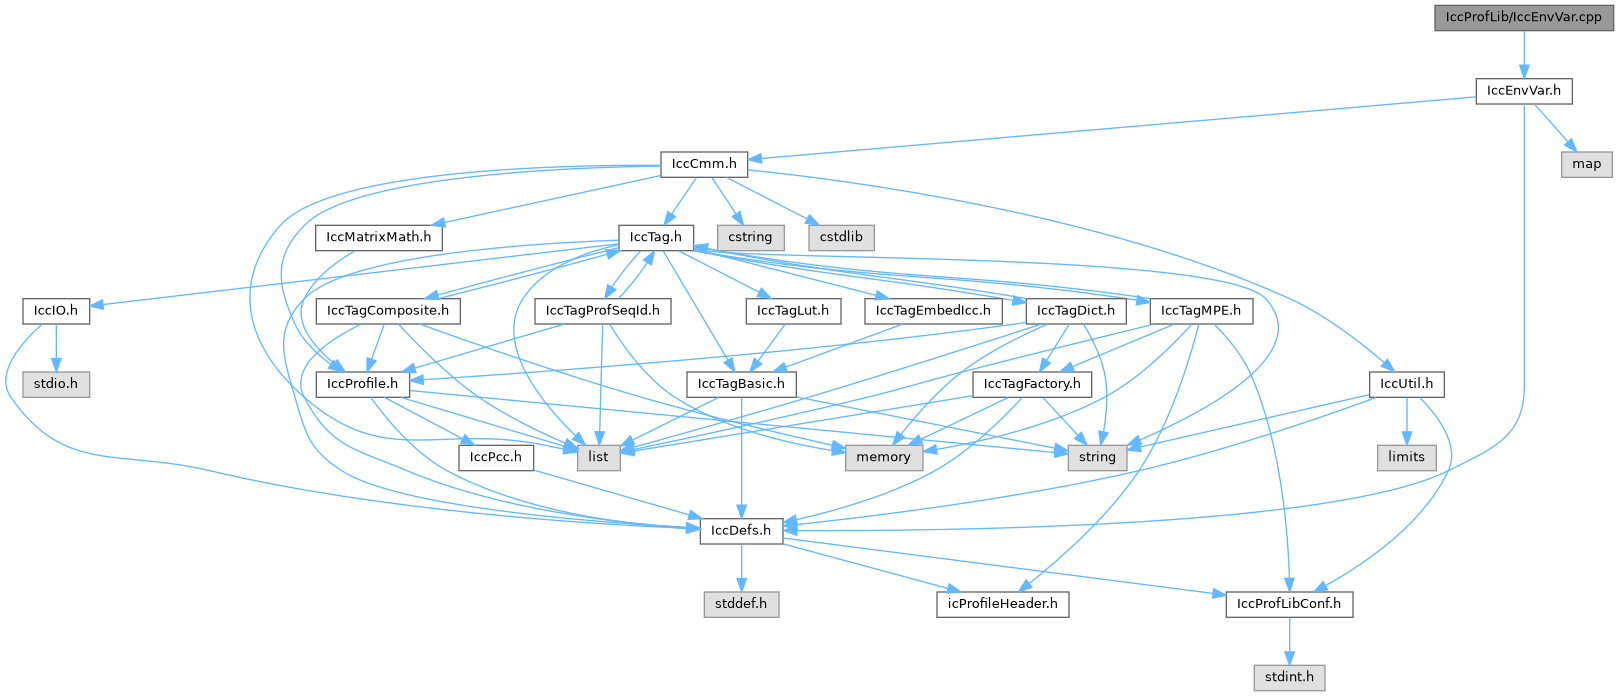 IccProfLib/IccEnvVar.cpp
IccEnvVar.h
IccCmm.h
map
IccMatrixMath.h
IccTag.h
cstring
cstdlib
IccIO.h
IccTagComposite.h
IccTagProfSeqId.h
IccTagLut.h
IccTagEmbedIcc.h
IccTagDict.h
IccTagMPE.h
stdio.h
IccProfile.h
IccTagBasic.h
IccTagFactory.h
IccUtil.h
IccPcc.h
list
memory
string
limits
IccDefs.h
stddef.h
icProfileHeader.h
IccProfLibConf.h
stdint.h